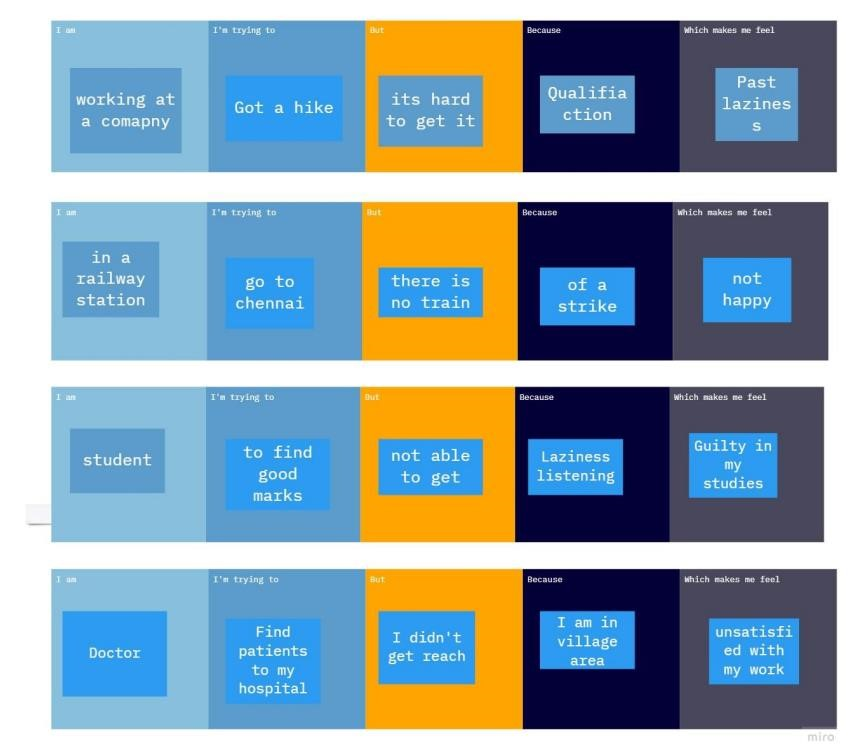 I am
I'm trying to
But
Because
Which makes me feel
working at
a comapny
Got a hike
its hard
to get it
Qualifia
ction
Past
lazines
s
I am
I'm trying to
But
Because
Which makes me feel
in a
railway
station
go to
chennai
there is
no train
of a
strike
not
happy
I am
I'm trying to
But
Because
Which makes me feel
student
to find
good
marks
not able
to get
Laziness
listening
Guilty in
my
studies
I am
I'm trying to
But
Because
Which makes me feel
Doctor
Find
patients
to my
hospital
I didn't
get reach
I am in
village
area
unsatisfi
ed with
my work
miro